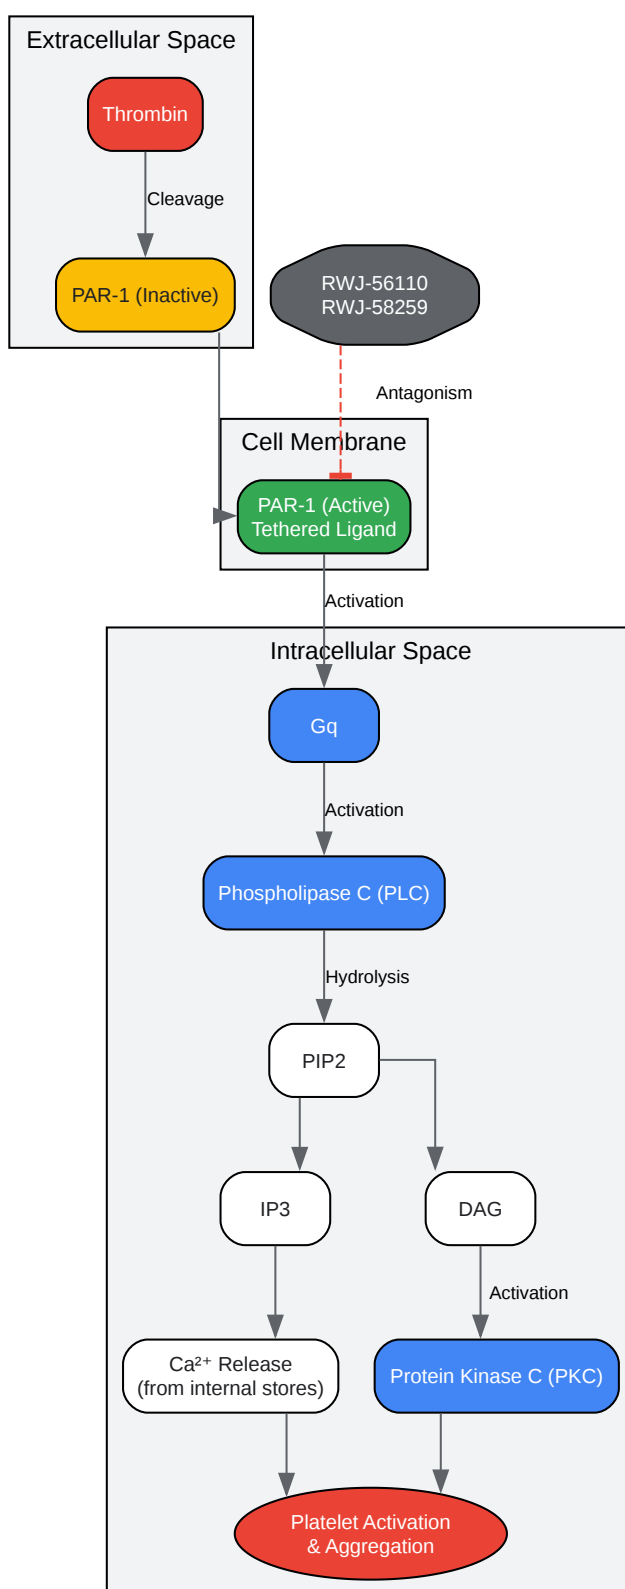 Extracellular Space
Thrombin
Cleavage
PAR-1 (Inactive)
RWJ-56110
RWJ-58259
Antagonism
Cell Membrane
PAR-1 (Active)
Tethered Ligand
Activation
Intracellular Space
Gq
Activation
Phospholipase C (PLC)
Hydrolysis
PIP2
IP3
DAG
Activation
Ca²⁺ Release
(from internal stores)
Protein Kinase C (PKC)
Platelet Activation
& Aggregation